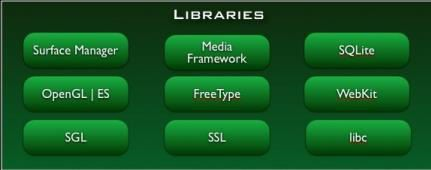 LIBRARIES
Surface Manager
Media
Framework
SQLite
OpenGL | ES
FreeType
WebKit
SGL
SSL
libc